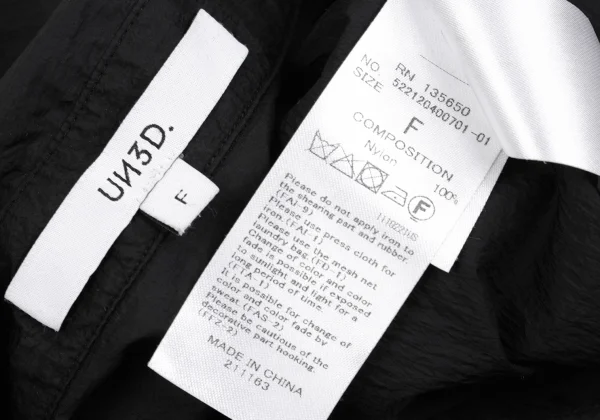 UN3D.
F
RN 135650
NO. 522120400701-01
SIZE F
COMPOSITION
Nylon 100%
F
Please do not apply iron to
the shearing part and rubber.
(FAI-9)
Please use press cloth for
iron.(FAI-1)
Please use the mesh net
laundry bag.(FD-1)
Change of color and color
fade is possible if exposed
to sunlight and light for a
long period of time.
(FTA-1)
It is possible for change of
color and color fade by
sweat.(FAS-2)
Please be cautious of the
decorative part hooking.
(FFZ-2)
MADE IN CHINA
211163